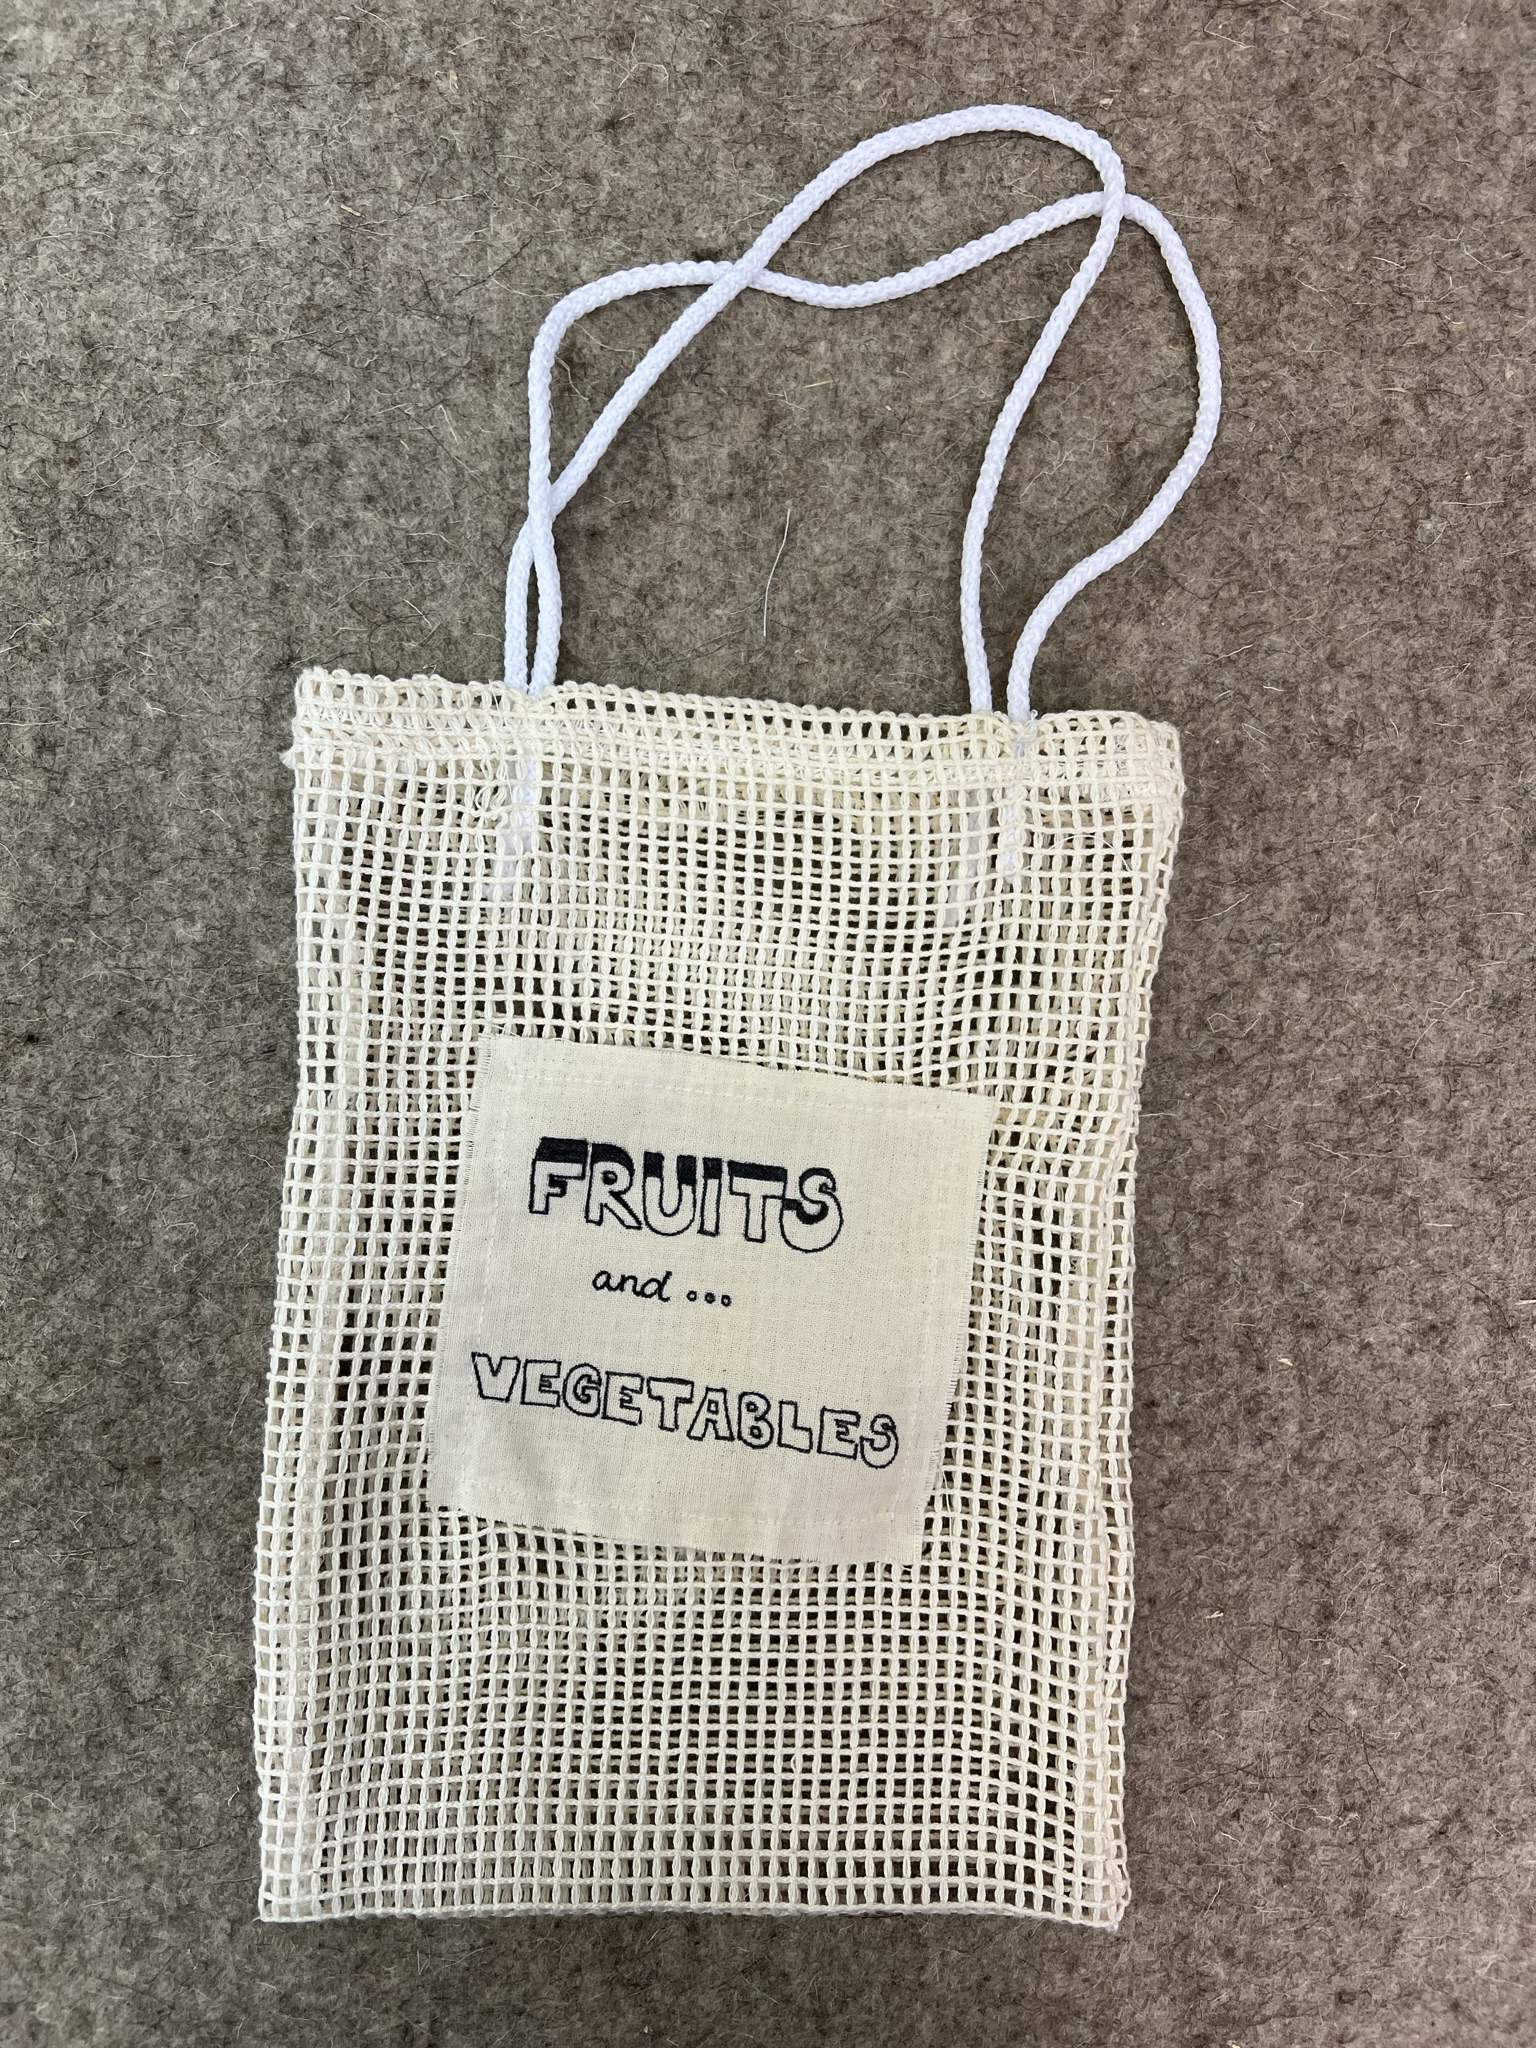 FRUITS
and ...
VEGETABLES